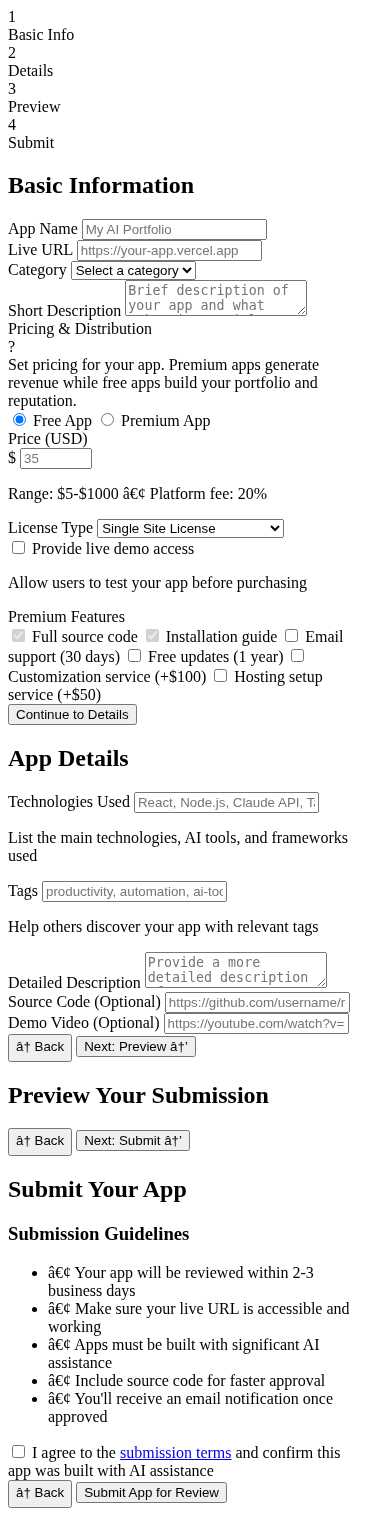 1
Basic Info
2
Details
3
Preview
4
Submit
Basic Information
App Name My AI Portfolio
Live URL https://your-app.vercel.app
Category Select a category
Short Description Brief description of
your app and what
Pricing & Distribution
?
Set pricing for your app. Premium apps generate
revenue while free apps build your portfolio and
reputation.
Free App Premium App
Price (USD)
$ 35
Range: $5-$1000 â€¢ Platform fee: 20%
License Type Single Site License
Provide live demo access
Allow users to test your app before purchasing
Premium Features
Full source code Installation guide Email
support (30 days) Free updates (1 year)
Customization service (+$100) Hosting setup
service (+$50)
Continue to Details
App Details
Technologies Used React, Node.js, Claude API, Ta
List the main technologies, AI tools, and frameworks
used
Tags productivity, automation, ai-too
Help others discover your app with relevant tags
Detailed Description Provide a more
detailed description
Source Code (Optional) https://github.com/username/r
Demo Video (Optional) https://youtube.com/watch?v=
â† Back Next: Preview â†’
Preview Your Submission
â† Back Next: Submit â†’
Submit Your App
Submission Guidelines
â€¢ Your app will be reviewed within 2-3
business days
â€¢ Make sure your live URL is accessible and
working
â€¢ Apps must be built with significant AI
assistance
â€¢ Include source code for faster approval
â€¢ You'll receive an email notification once
approved
I agree to the submission terms and confirm this
app was built with AI assistance
â† Back Submit App for Review